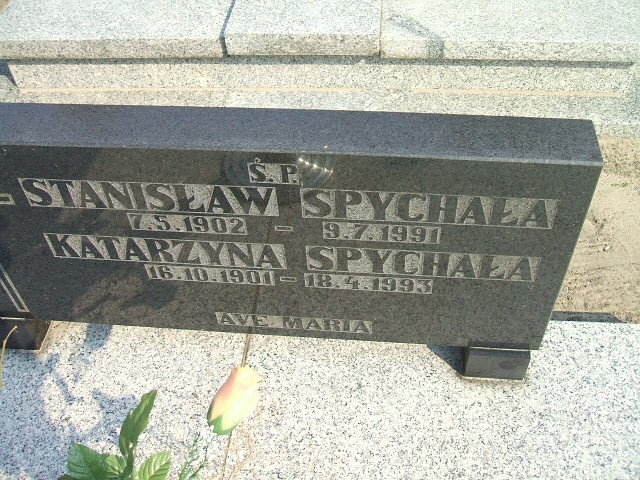 Ś.P.
STANISŁAW SPYCHAŁA
7.5.1902 - 9.7.1991
KATARZYNA SPYCHAŁA
16.10.1901 - 18.4.1993
AVE MARIA